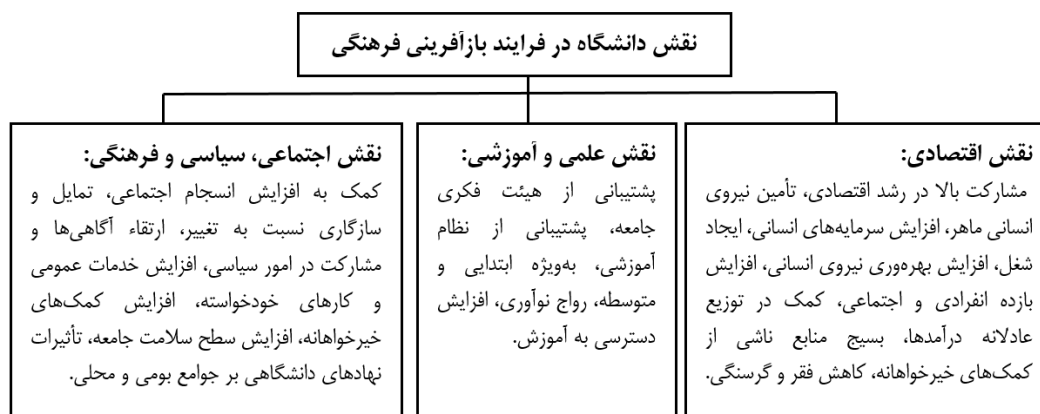 نقش دانشگاه در فرایند بازآفرینی فرهنگی
نقش اقتصادی:
مشارکت بالا در رشد اقتصادی، تأمین نیروی
انسانی ماهر، افزایش سرمایه‌های انسانی، ایجاد
شغل، افزایش بهره‌وری نیروی انسانی، افزایش
بازده انفرادی و اجتماعی، کمک در توزیع
عادلانه درآمدها، بسیج منابع ناشی از
کمک‌های خیرخواهانه، کاهش فقر و گرسنگی.
نقش علمی و آموزشی:
پشتیبانی از هیئت فکری
جامعه، پشتیبانی از نظام
آموزشی، به‌ویژه ابتدایی و
متوسطه، رواج نوآوری، افزایش
دسترسی به آموزش.
نقش اجتماعی، سیاسی و فرهنگی:
کمک به افزایش انسجام اجتماعی، تمایل و
سازگاری نسبت به تغییر، ارتقاء آگاهی‌ها و
مشارکت در امور سیاسی، افزایش خدمات عمومی
و کارهای خودخواسته، افزایش کمک‌های
خیرخواهانه، افزایش سطح سلامت جامعه، تأثیرات
نهادهای دانشگاهی بر جوامع بومی و محلی.